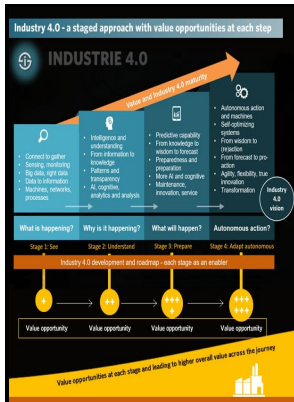 Industry 4.0 - a staged approach with value opportunities at each step
INDUSTRIE 4.0
Value and Industry 4.0 maturity
• Connect to gather
• Sensing, monitoring
• Big data, right data
• Data to information
• Machines, networks,
processes
• Intelligence and
understanding
• From information to
knowledge
• Patterns and
transparency
• AI, cognitive,
analytics and analysis
• Predictive capability
• From knowledge to
wisdom to forecast
• Preparedness and
preparation
• More AI and cognitive
• Maintenance,
innovation, service
• Autonomous action
and machines
• Self-optimizing
systems
• From wisdom to
(re)action
• From forecast to pro-
action
• Agility, flexibility, true
innovation
• Transformation
Industry
4.0
vision
What is happening?
Why is it happening?
What will happen?
Autonomous action?
Stage 1: See
Stage 2: Understand
Stage 3: Prepare
Stage 4: Adapt autonomous
Industry 4.0 development and roadmap - each stage as an enabler
+
++
+++
+
+++
+++
Value opportunity
Value opportunity
Value opportunity
Value opportunity
Value opportunities at each stage and leading to higher overall value across the journey